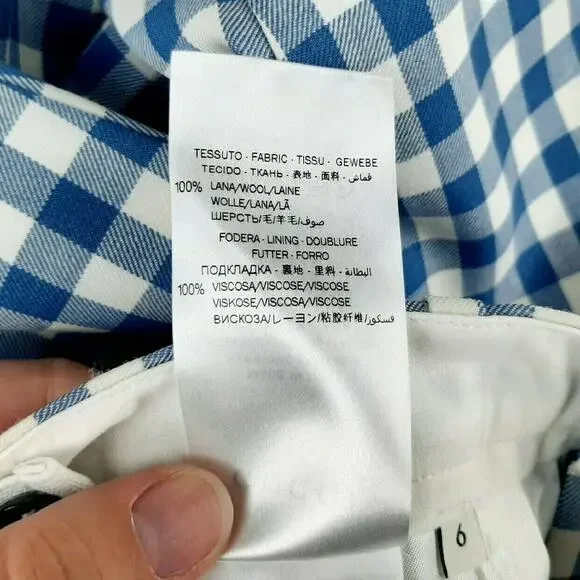 TESSUTO - FABRIC - TISSU - GEWEBE
TECIDO - ТКАНЬ - 表地 - 面料 - قماش
100% LANA/WOOL/LAINE
WOLLE/LANA/LÃ
ШЕРСТЬ/毛/羊毛/صوف
FODERA - LINING - DOUBLURE
FUTTER - FORRO
ПОДКЛАДКА - 裏地 - 里料 - البطانة
100% VISCOSA/VISCOSE/VISCOSE
VISKOSE/VISCOSA/VISCOSE
ВИСКОЗА/レーヨン/粘胶纤维/فسكوز
6